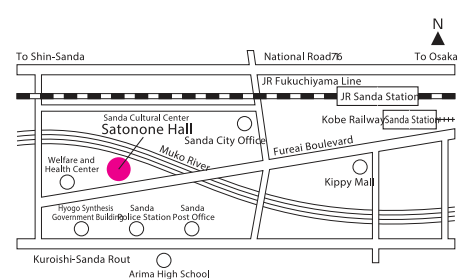 N
To Shin-Sanda
National Road76
To Osaka
JR Fukuchiyama Line
JR Sanda Station
Sanda Cultural Center
Satonone Hall
Kobe Railway
Sanda Station
Sanda City Office
Muko River
Fureai Boulevard
Welfare and
Health Center
Kippy Mall
Hyogo Synthesis
Government Building
Sanda
Police Station
Sanda
Post Office
Kuroishi-Sanda Rout
Arima High School